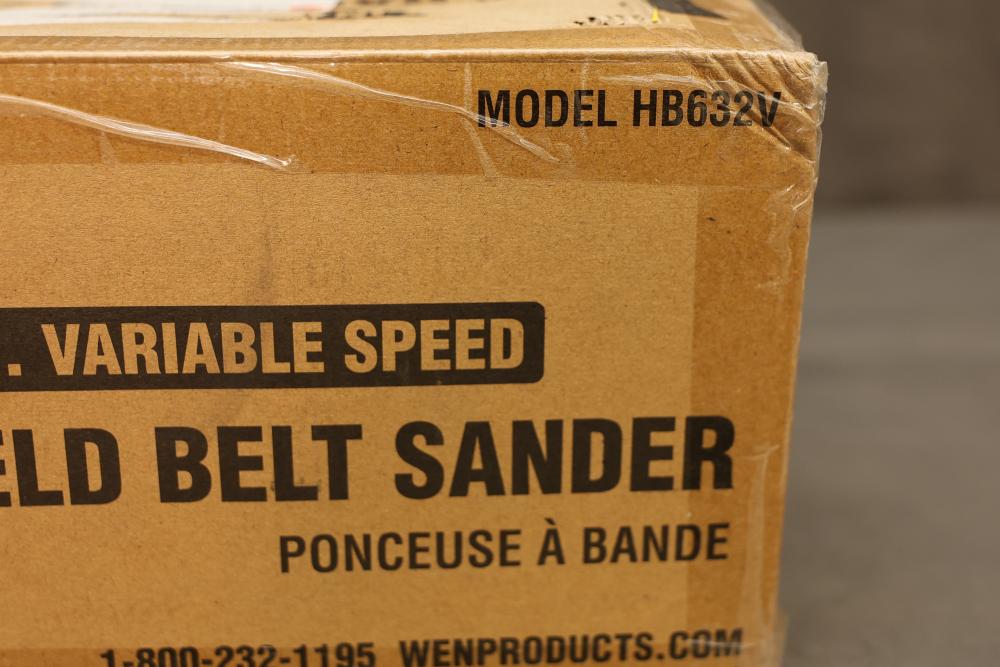 MODEL HB632V
. VARIABLE SPEED
ELD BELT SANDER
PONCEUSE À BANDE
1-800-232-1195 WENPRODUCTS.COM